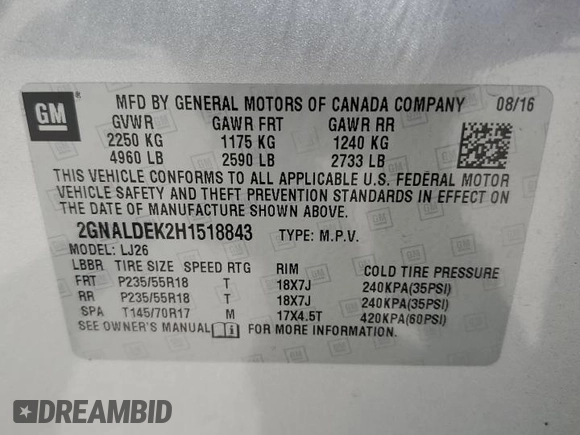 GM
MFD BY GENERAL MOTORS OF CANADA COMPANY 08/16
GVWR GAWR FRT GAWR RR
2250 KG 1175 KG 1240 KG
4960 LB 2590 LB 2733 LB
THIS VEHICLE CONFORMS TO ALL APPLICABLE U.S. FEDERAL MOTOR
VEHICLE SAFETY AND THEFT PREVENTION STANDARDS IN EFFECT ON
THE DATE OF MANUFACTURE SHOWN ABOVE.
2GNALDEK2H1518843 TYPE: M.P.V.
MODEL: LJ26
LBBR TIRE SIZE SPEED RTG RIM COLD TIRE PRESSURE
FRT P235/55R18 T 18X7J 240KPA(35PSI)
RR P235/55R18 T 18X7J 240KPA(35PSI)
SPA T145/70R17 M 17X4.5T 420KPA(60PSI)
SEE OWNER'S MANUAL FOR MORE INFORMATION.
DREAMBID